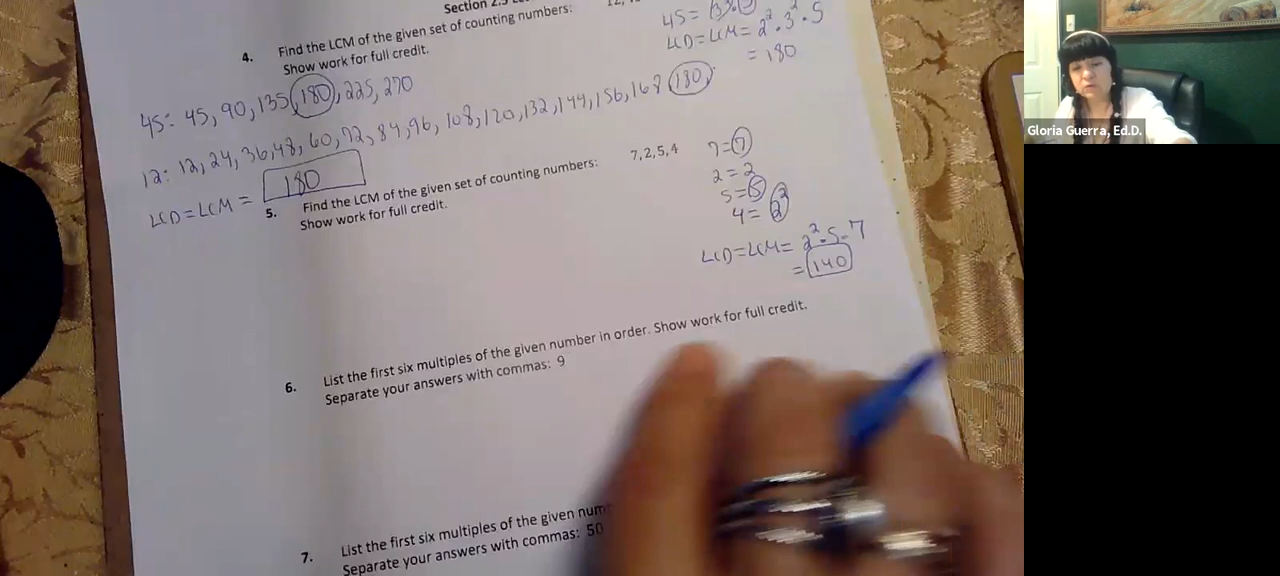 Section 2.5
4. Find the LCM of the given set of counting numbers: 12,
Show work for full credit.
45 =
LCD = LCM = 2² · 3² · 5
= 180
45: 45, 90, 135, 180, 225, 270
12: 12, 24, 36, 48, 60, 72, 84, 96, 108, 120, 132, 144, 156, 168 180
LCD = LCM = 180
5. Find the LCM of the given set of counting numbers: 7,2,5,4
Show work for full credit.
7 = 7
2 = 2
5 = 5
4 = 2²
LCD = LCM = 2² · 5 · 7
= 140
6. List the first six multiples of the given number in order. Show work for full credit.
Separate your answers with commas: 9
7. List the first six multiples of the given
Separate your answers with commas: 50
Gloria Guerra, Ed.D.